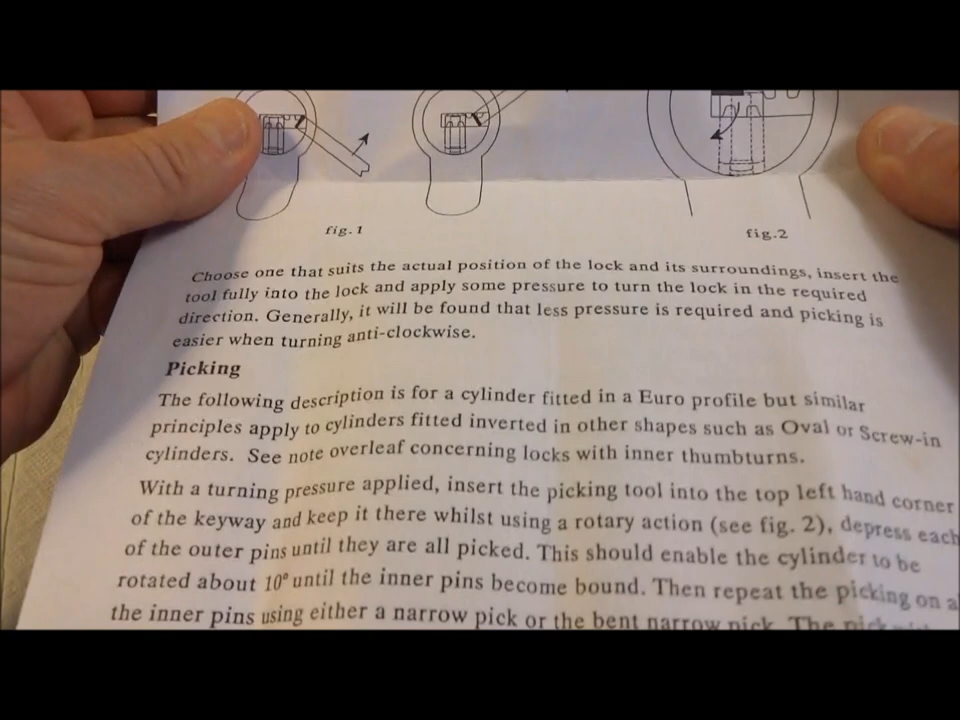 fig.1
fig.2
Choose one that suits the actual position of the lock and its surroundings, insert the
tool fully into the lock and apply some pressure to turn the lock in the required
direction. Generally, it will be found that less pressure is required and picking is
easier when turning anti-clockwise.
Picking
The following description is for a cylinder fitted in a Euro profile but similar
principles apply to cylinders fitted inverted in other shapes such as Oval or Screw-in
cylinders. See note overleaf concerning locks with inner thumbturns.
With a turning pressure applied, insert the picking tool into the top left hand corner
of the keyway and keep it there whilst using a rotary action (see fig. 2), depress each
of the outer pins until they are all picked. This should enable the cylinder to be
rotated about 10° until the inner pins become bound. Then repeat the picking on
the inner pins using either a narrow pick or the bent narrow pick. The